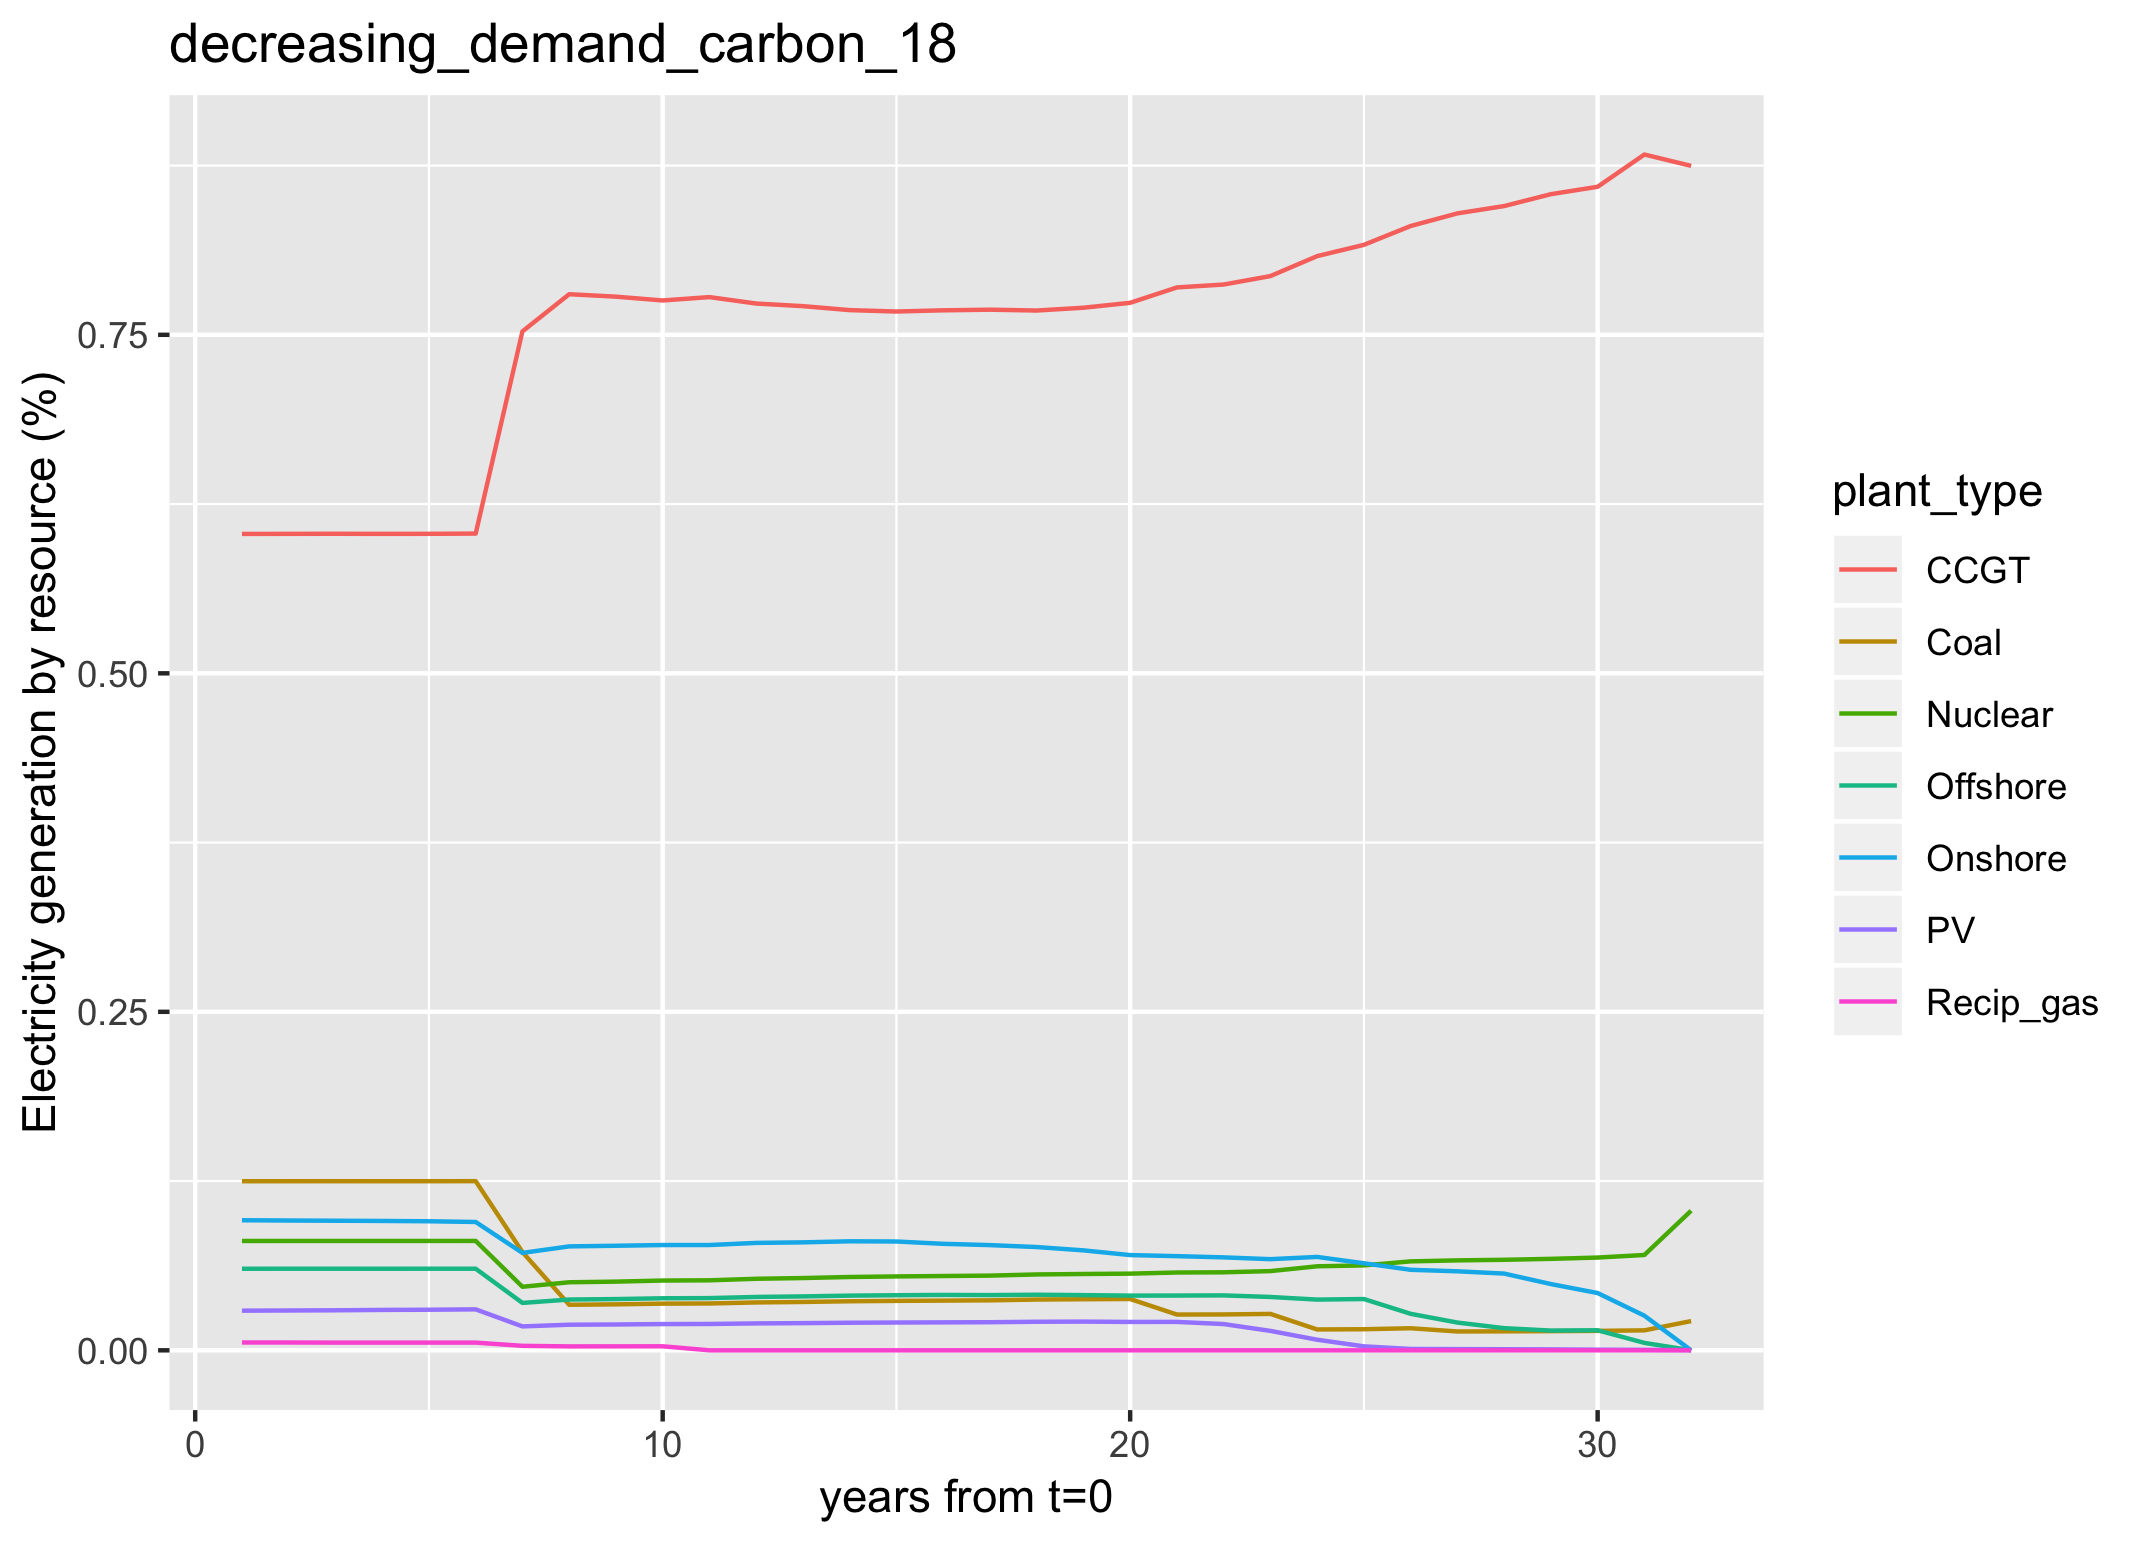 decreasing_demand_carbon_18
Electricity generation by resource (%)
0.75
0.50
0.25
0.00
0
10
20
30
years from t=0
plant_type
CCGT
Coal
Nuclear
Offshore
Onshore
PV
Recip_gas